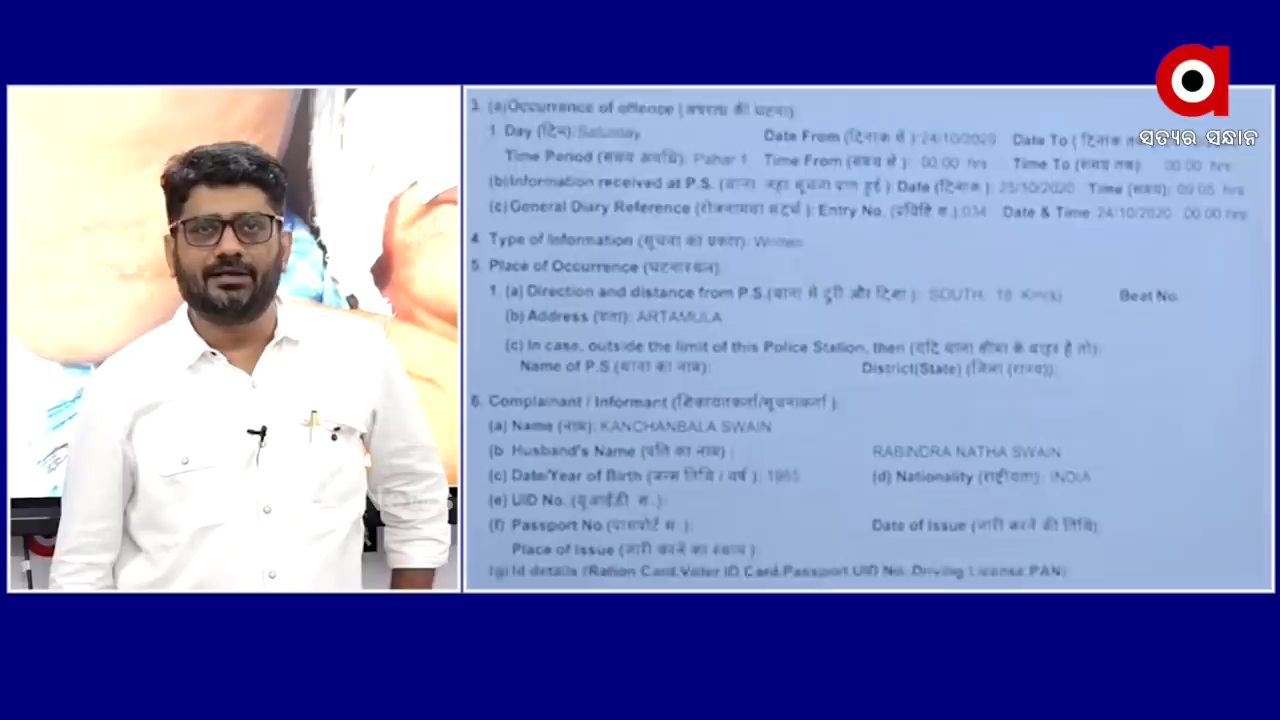 ସତ୍ୟର ସନ୍ଧାନ
3. (a) Occurrence of offence (अपराध की घटना):
1. Day (दिन): Saturday Date From (दिनांक से ): 24/10/2020 Date To ( दिनांक
Time Period (समय अवधि): Pahar 1 Time From (समय से ): 00:00 hrs Time To (समय तक): 00:00 hrs
(b) Information received at P.S. (थाना जहा सूचना प्राप्त हुई ): Date (दिनांक ): 25/10/2020 Time (समय): 09:05 hrs
(c) General Diary Reference (रोजनामचा संदर्भ ): Entry No. (प्रविष्टि स.): 034 Date & Time 24/10/2020 00:00 hrs
4. Type of Information (सूचना का प्रकार): Written
5. Place of Occurrence (घटनास्थल):
1. (a) Direction and distance from P.S. (थाना से दूरी और दिशा ): SOUTH, 18 Km(s) Beat No.
(b) Address (पता): ARTAMULA
(c) In case, outside the limit of this Police Station, then (यदि थाना सीमा के बाहर है तो):
Name of P.S (थाना का नाम): District(State) (जिला (राज्य)):
6. Complainant / Informant (शिकायतकर्ता/सूचनाकर्ता ):
(a) Name (नाम): KANCHANBALA SWAIN
(b Husband's Name (पति का नाम) : RABINDRA NATHA SWAIN
(c) Date/Year of Birth (जन्म तिथि / वर्ष ): 1965 (d) Nationality (राष्ट्रीयता): INDIA
(e) UID No. (यूआईडी स.):
(f) Passport No. (पासपोर्ट स.): Date of Issue (जारी करने की तिथि):
Place of Issue (जारी करने का स्थान ):
(g) Id details (Ration Card,Voter ID Card,Passport,UID No.,Driving License,PAN)